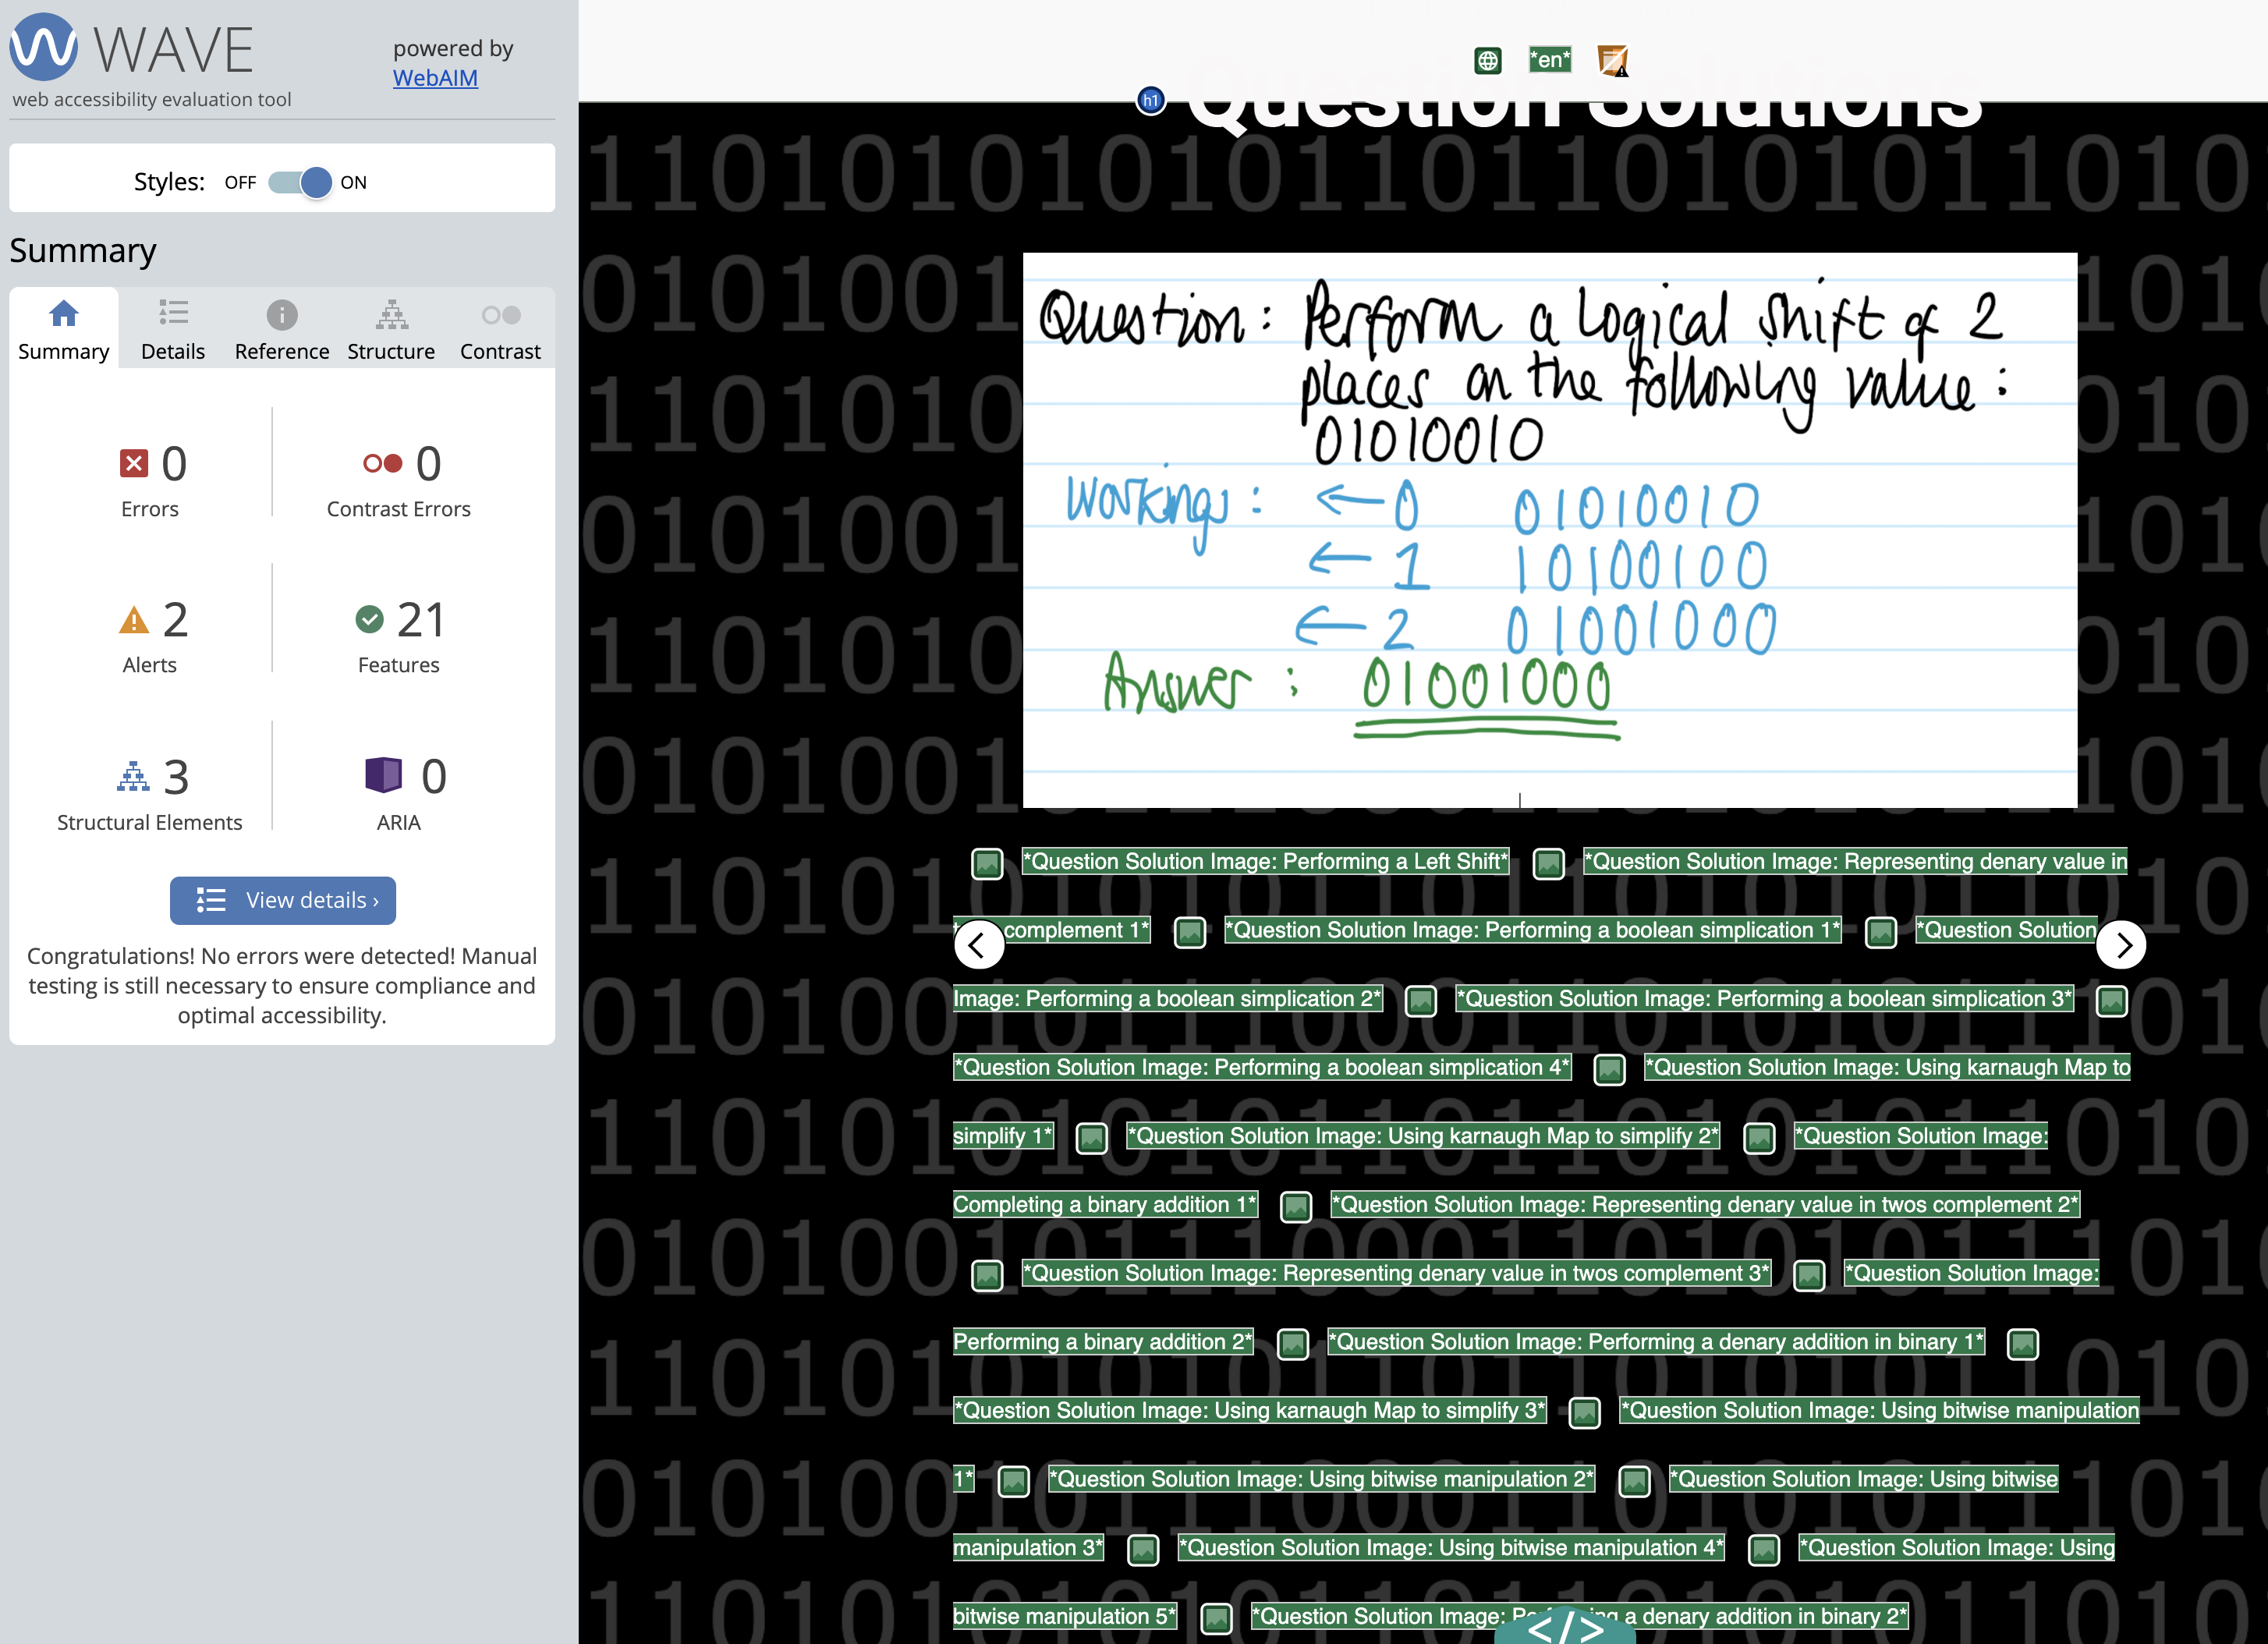 WAVE
powered by
WebAIM
web accessibility evaluation tool
Styles: OFF ON
Summary
Summary Details Reference Structure Contrast
0 Errors
0 Contrast Errors
2 Alerts
21 Features
3 Structural Elements
0 ARIA
View details ›
Congratulations! No errors were detected! Manual
testing is still necessary to ensure compliance and
optimal accessibility.
*en*
h1 Question Solutions
Question: Perform a logical shift of 2
places on the following value:
01010010
Workings: ← 0 01010010
← 1 10100100
← 2 01001000
Answer: 01001000
*Question Solution Image: Performing a Left Shift* *Question Solution Image: Representing denary value in
complement 1* *Question Solution Image: Performing a boolean simplication 1* *Question Solution
Image: Performing a boolean simplication 2* *Question Solution Image: Performing a boolean simplication 3*
*Question Solution Image: Performing a boolean simplication 4* *Question Solution Image: Using karnaugh Map to
simplify 1* *Question Solution Image: Using karnaugh Map to simplify 2* *Question Solution Image:
Completing a binary addition 1* *Question Solution Image: Representing denary value in twos complement 2*
*Question Solution Image: Representing denary value in twos complement 3* *Question Solution Image:
Performing a binary addition 2* *Question Solution Image: Performing a denary addition in binary 1*
*Question Solution Image: Using karnaugh Map to simplify 3* *Question Solution Image: Using bitwise manipulation
1* *Question Solution Image: Using bitwise manipulation 2* *Question Solution Image: Using bitwise
manipulation 3* *Question Solution Image: Using bitwise manipulation 4* *Question Solution Image: Using
bitwise manipulation 5* *Question Solution Image: a denary addition in binary 2*
</>